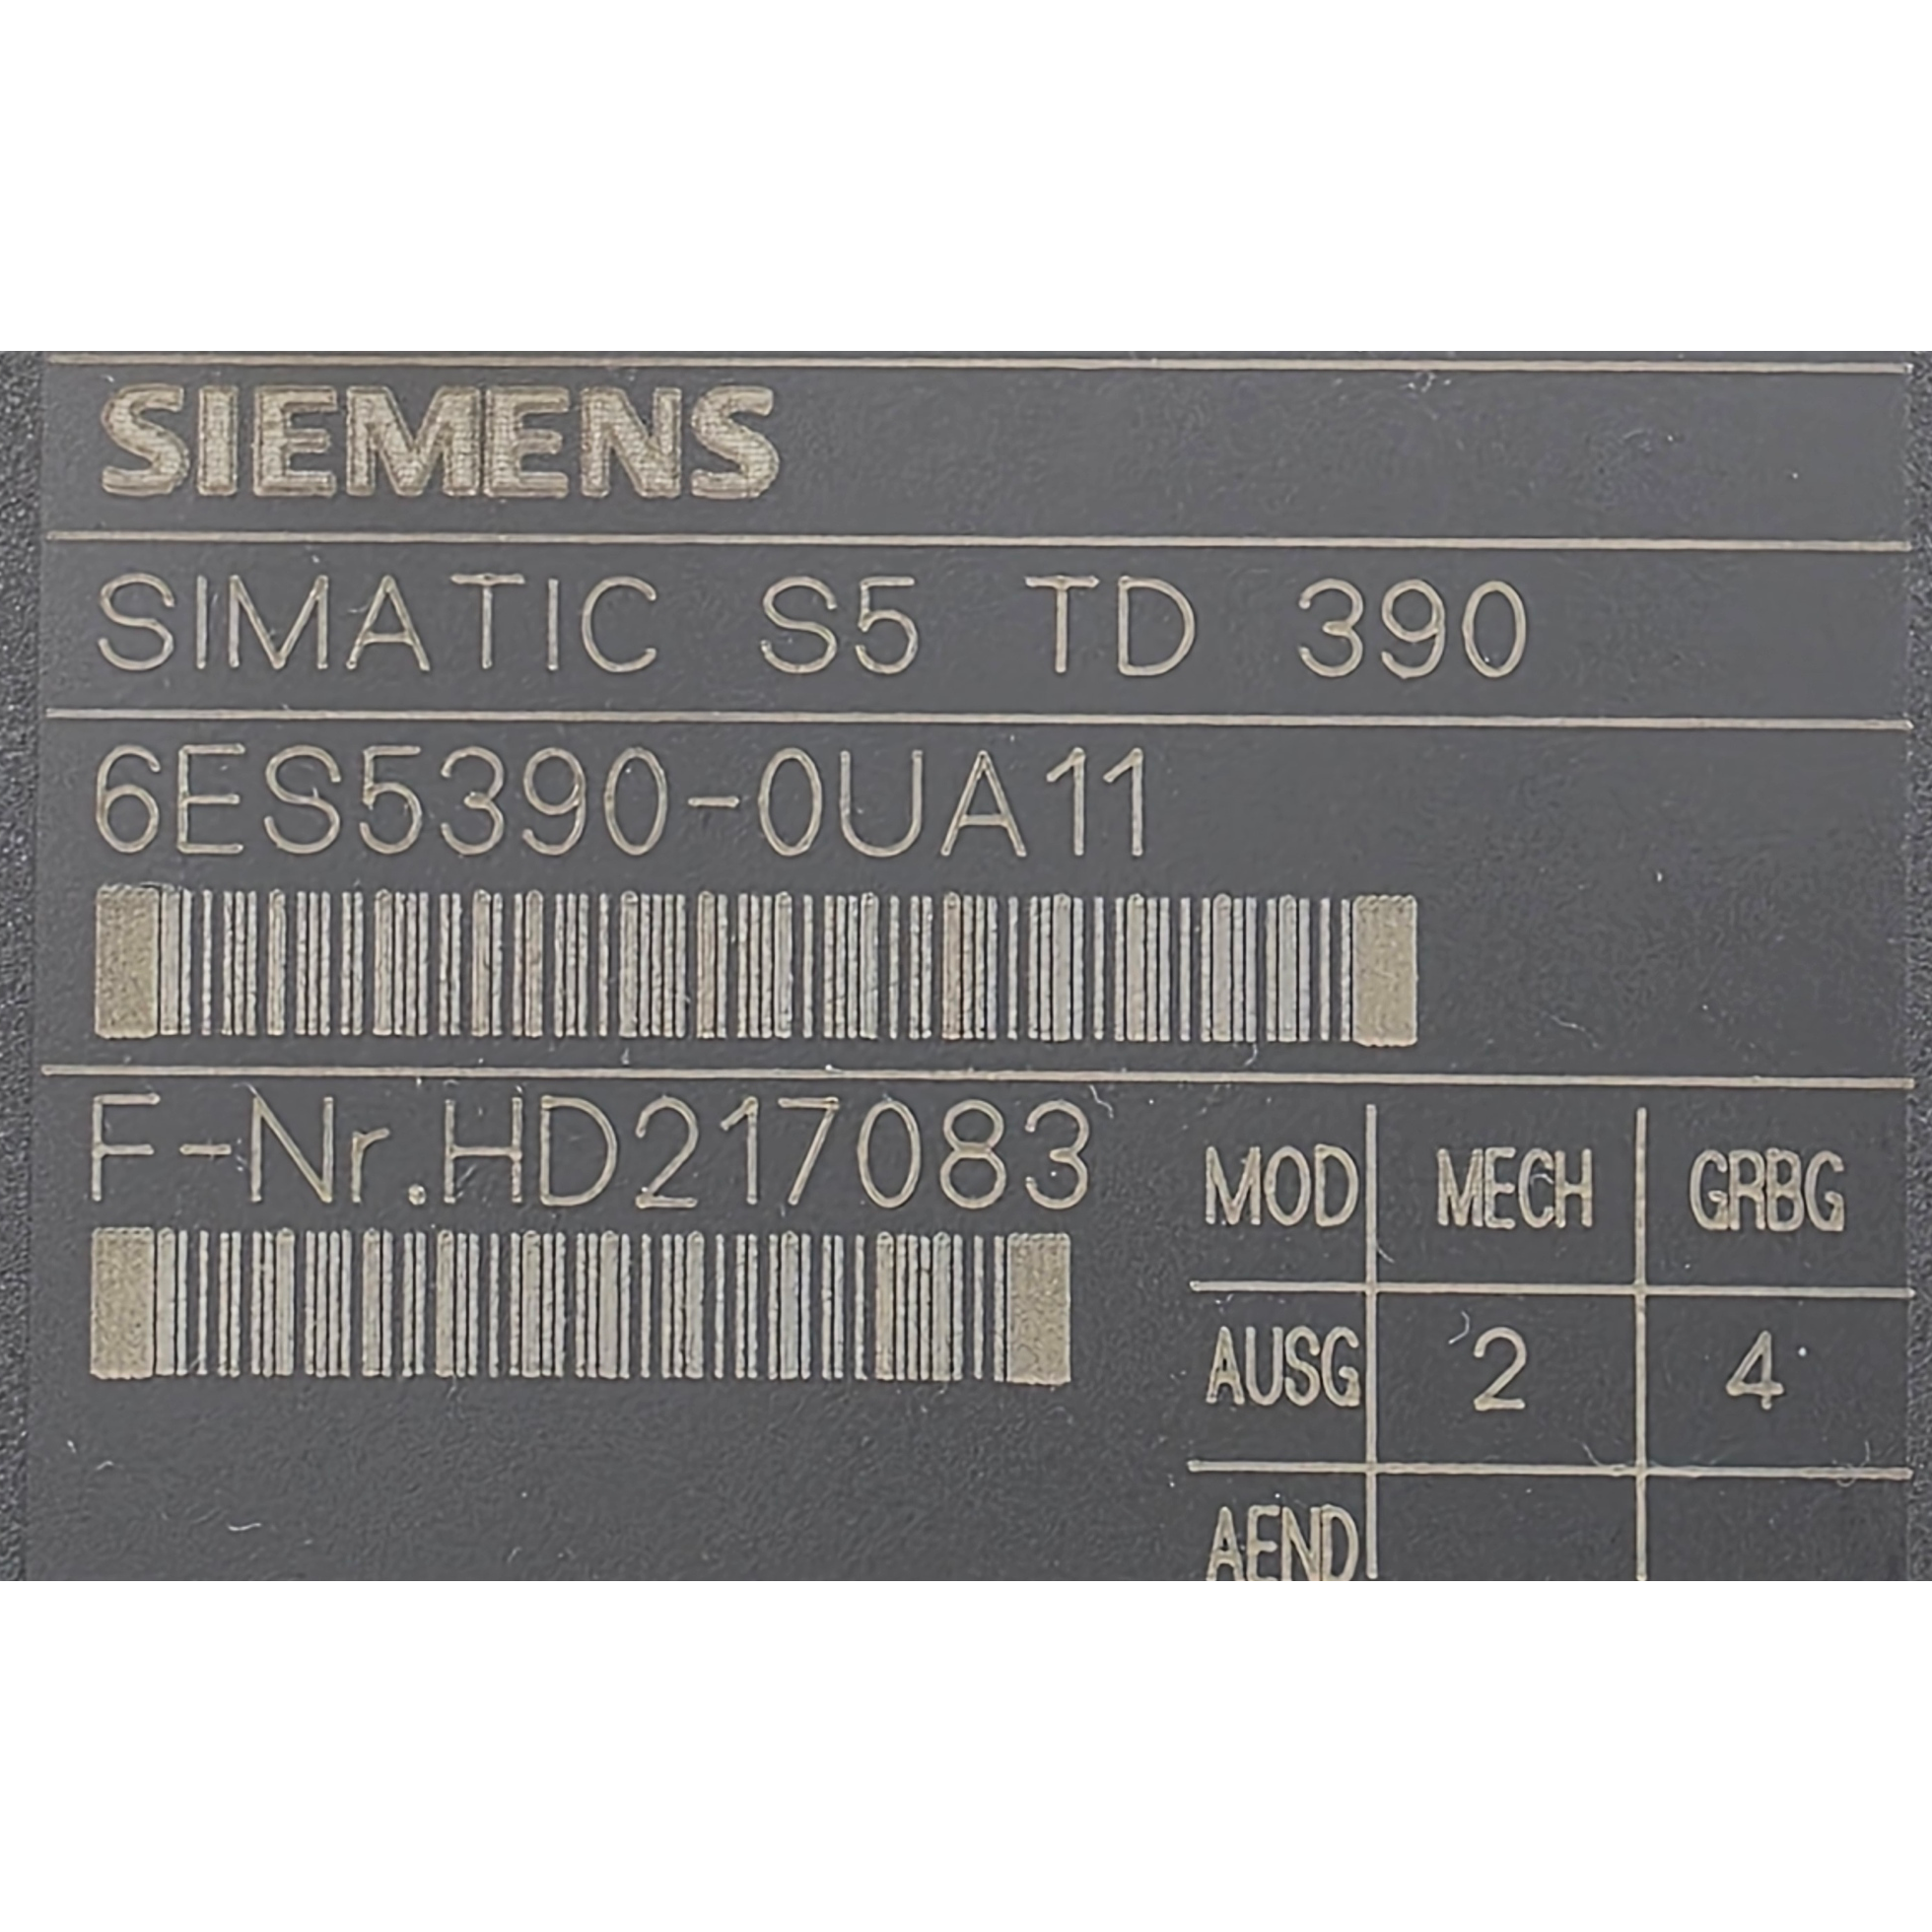 SIEMENS
SIMATIC S5 TD 390
6ES5390-0UA11
F-Nr.HD217083
MOD MECH GRBG
AUSG 2 4
AEND